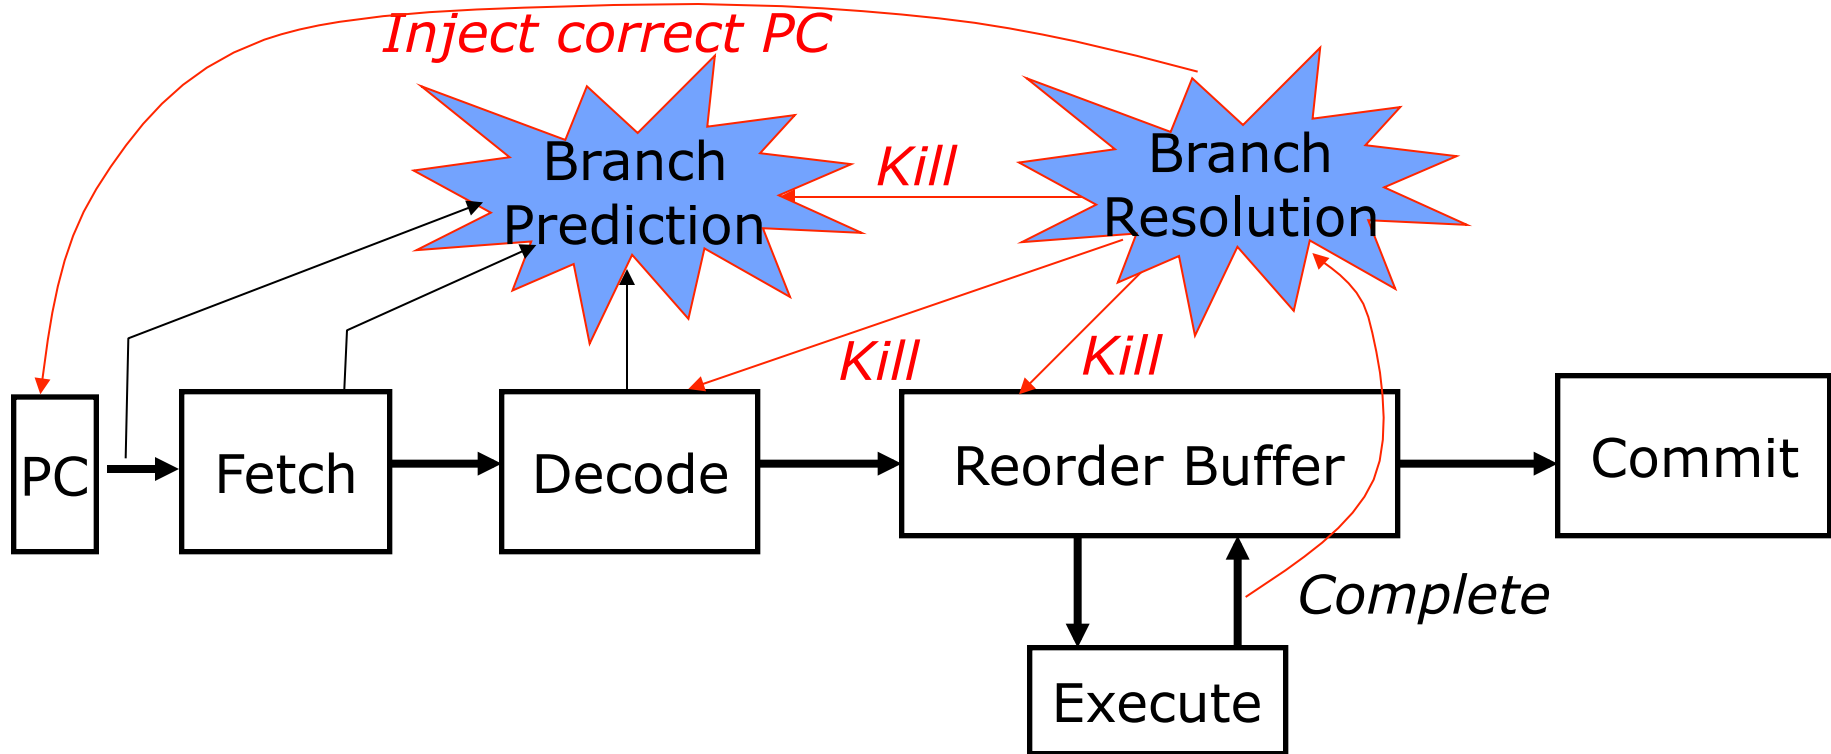 Inject correct PC
Branch
Prediction
Kill
Branch
Resolution
Kill
Kill
PC
Fetch
Decode
Reorder Buffer
Commit
Complete
Execute